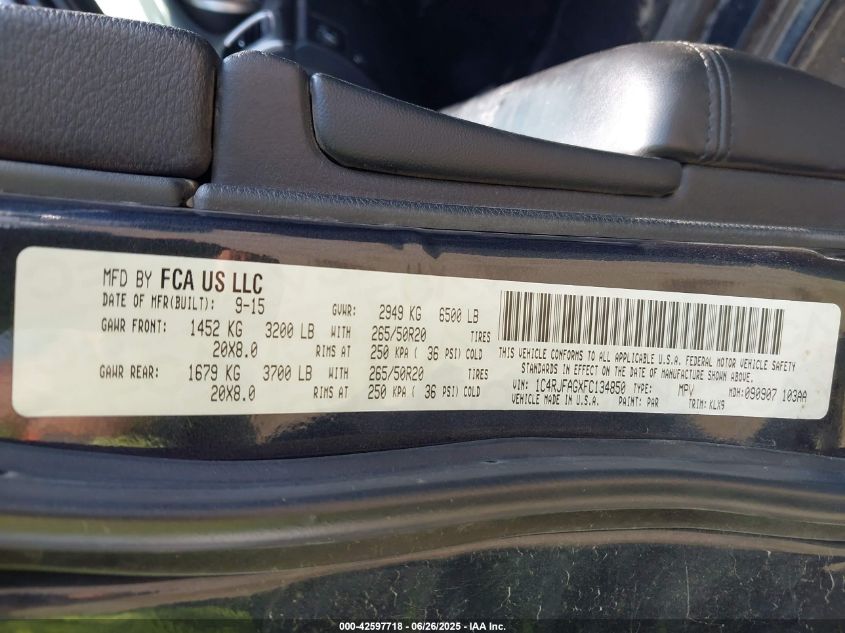 MFD BY FCA US LLC
DATE OF MFR(BUILT): 9-15 GVWR: 2949 KG 6500 LB
GAWR FRONT: 1452 KG 3200 LB WITH 265/50R20 TIRES
20X8.0 RIMS AT 250 KPA ( 36 PSI) COLD
GAWR REAR: 1679 KG 3700 LB WITH 265/50R20 TIRES
20X8.0 RIMS AT 250 KPA ( 36 PSI) COLD
THIS VEHICLE CONFORMS TO ALL APPLICABLE U.S.A. FEDERAL MOTOR VEHICLE SAFETY
STANDARDS IN EFFECT ON THE DATE OF MANUFACTURE SHOWN ABOVE.
VIN: 1C4RJFAGXFC134850 TYPE: MPV MDH: 090907 103AA
VEHICLE MADE IN U.S.A. PAINT: PAR TRIM: KLX9
000-42597718 - 06/26/2025 - IAA Inc.